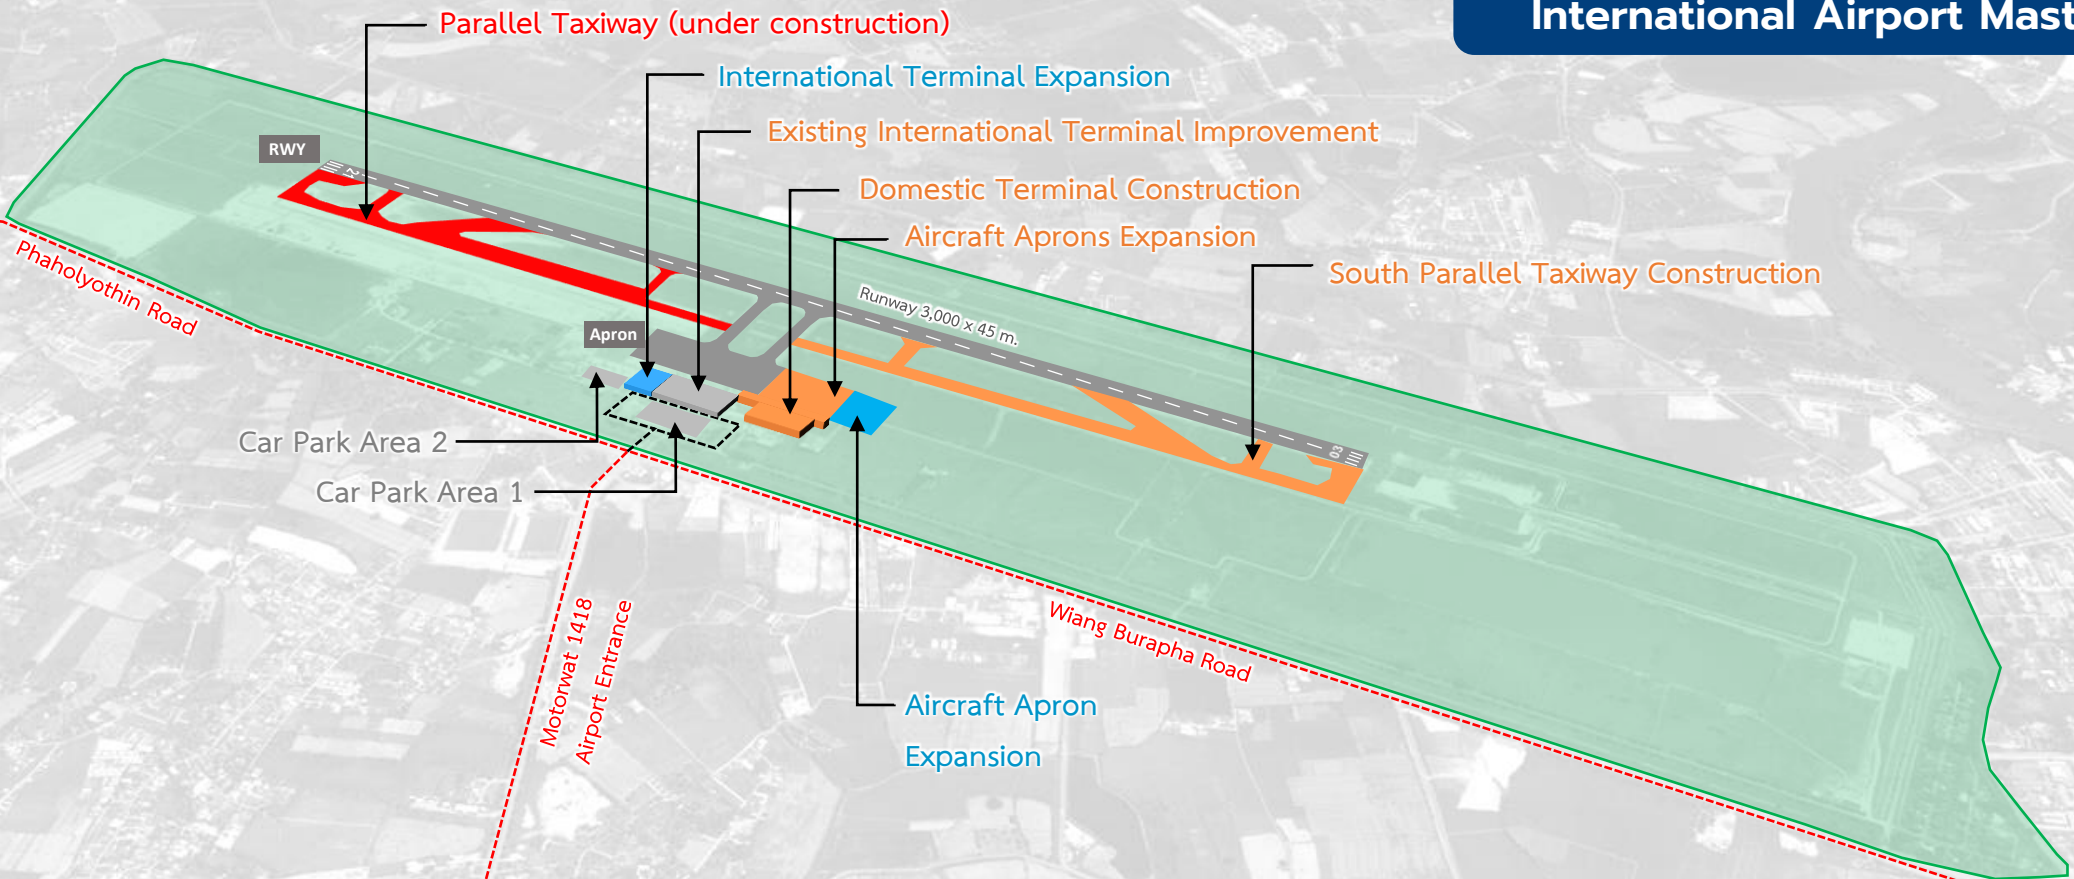 International Airport Mast
Parallel Taxiway (under construction)
International Terminal Expansion
Existing International Terminal Improvement
RWY
21
Domestic Terminal Construction
Aircraft Aprons Expansion
South Parallel Taxiway Construction
Phaholyothin Road
Runway 3,000 x 45 m.
Apron
Car Park Area 2
03
Car Park Area 1
Motorwat 1418
Airport Entrance
Wiang Burapha Road
Aircraft Apron
Expansion